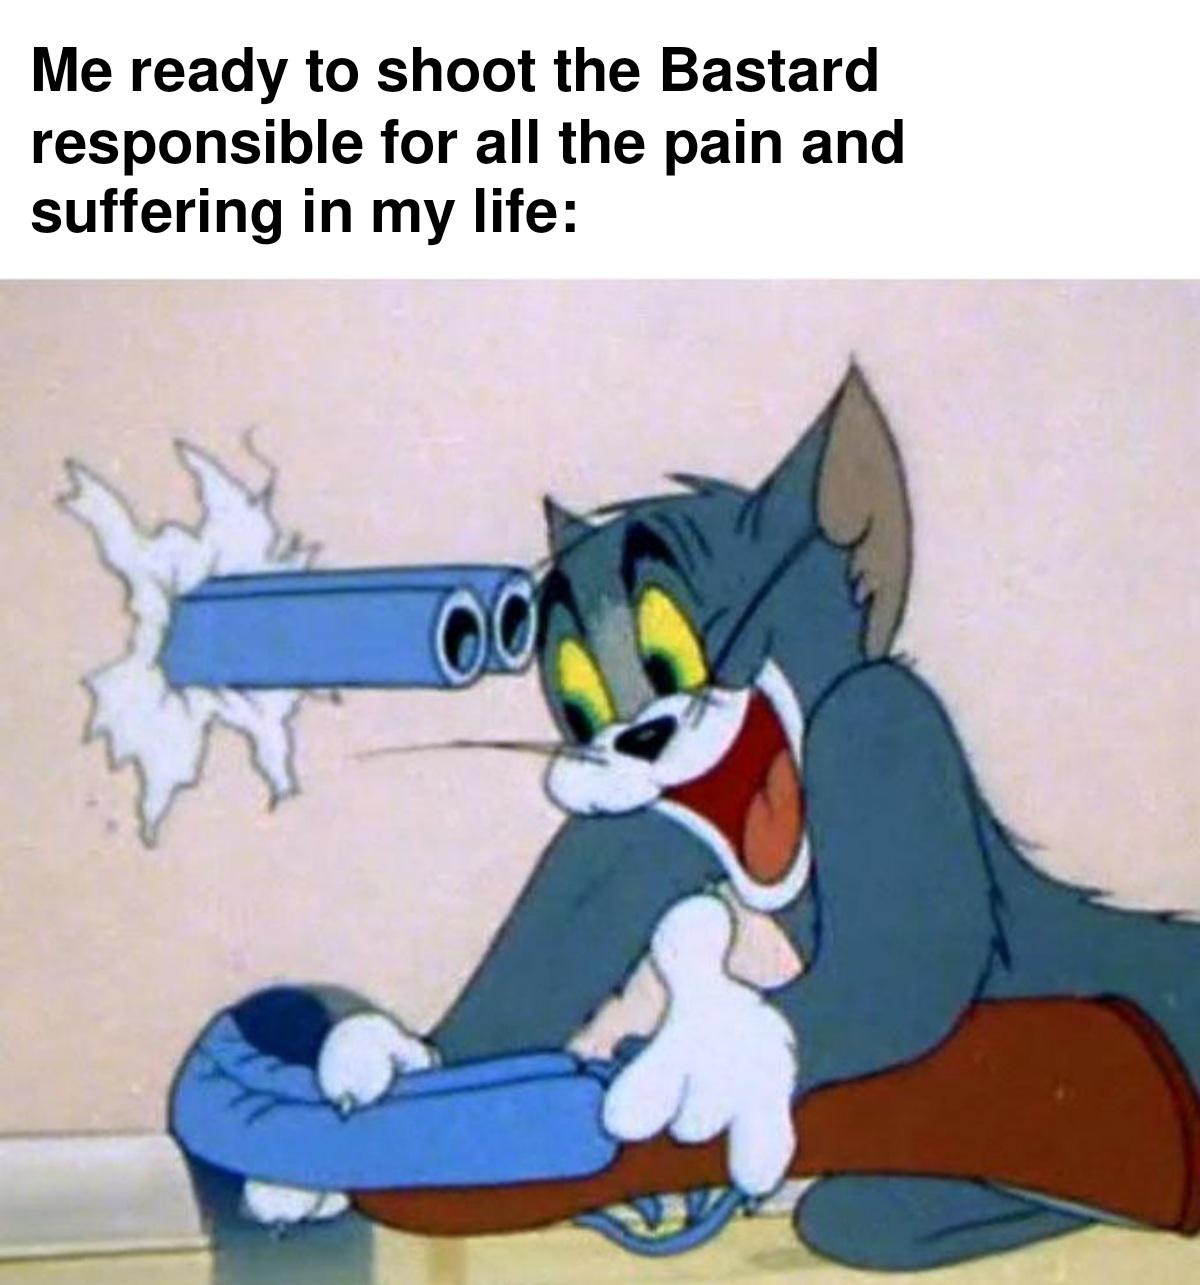 Me ready to shoot the Bastard
responsible for all the pain and
suffering in my life: